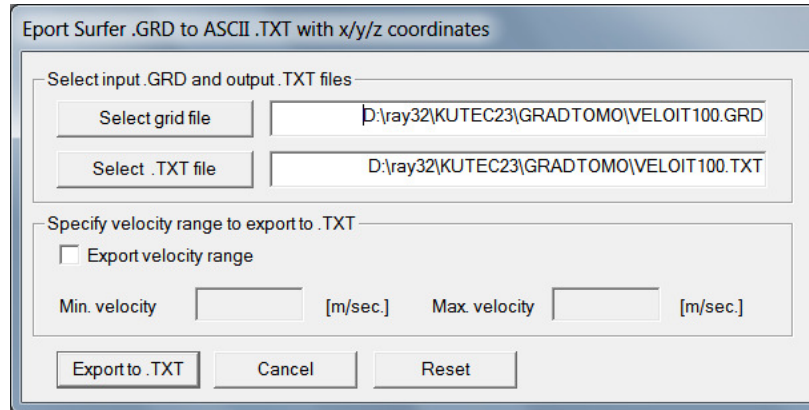 Eport Surfer .GRD to ASCII .TXT with x/y/z coordinates
Select input .GRD and output .TXT files
Select grid file D:\ray32\KUTEC23\GRADTOMO\VELOIT100.GRD
Select .TXT file D:\ray32\KUTEC23\GRADTOMO\VELOIT100.TXT
Specify velocity range to export to .TXT
Export velocity range
Min. velocity [m/sec.] Max. velocity [m/sec.]
Export to .TXT Cancel Reset